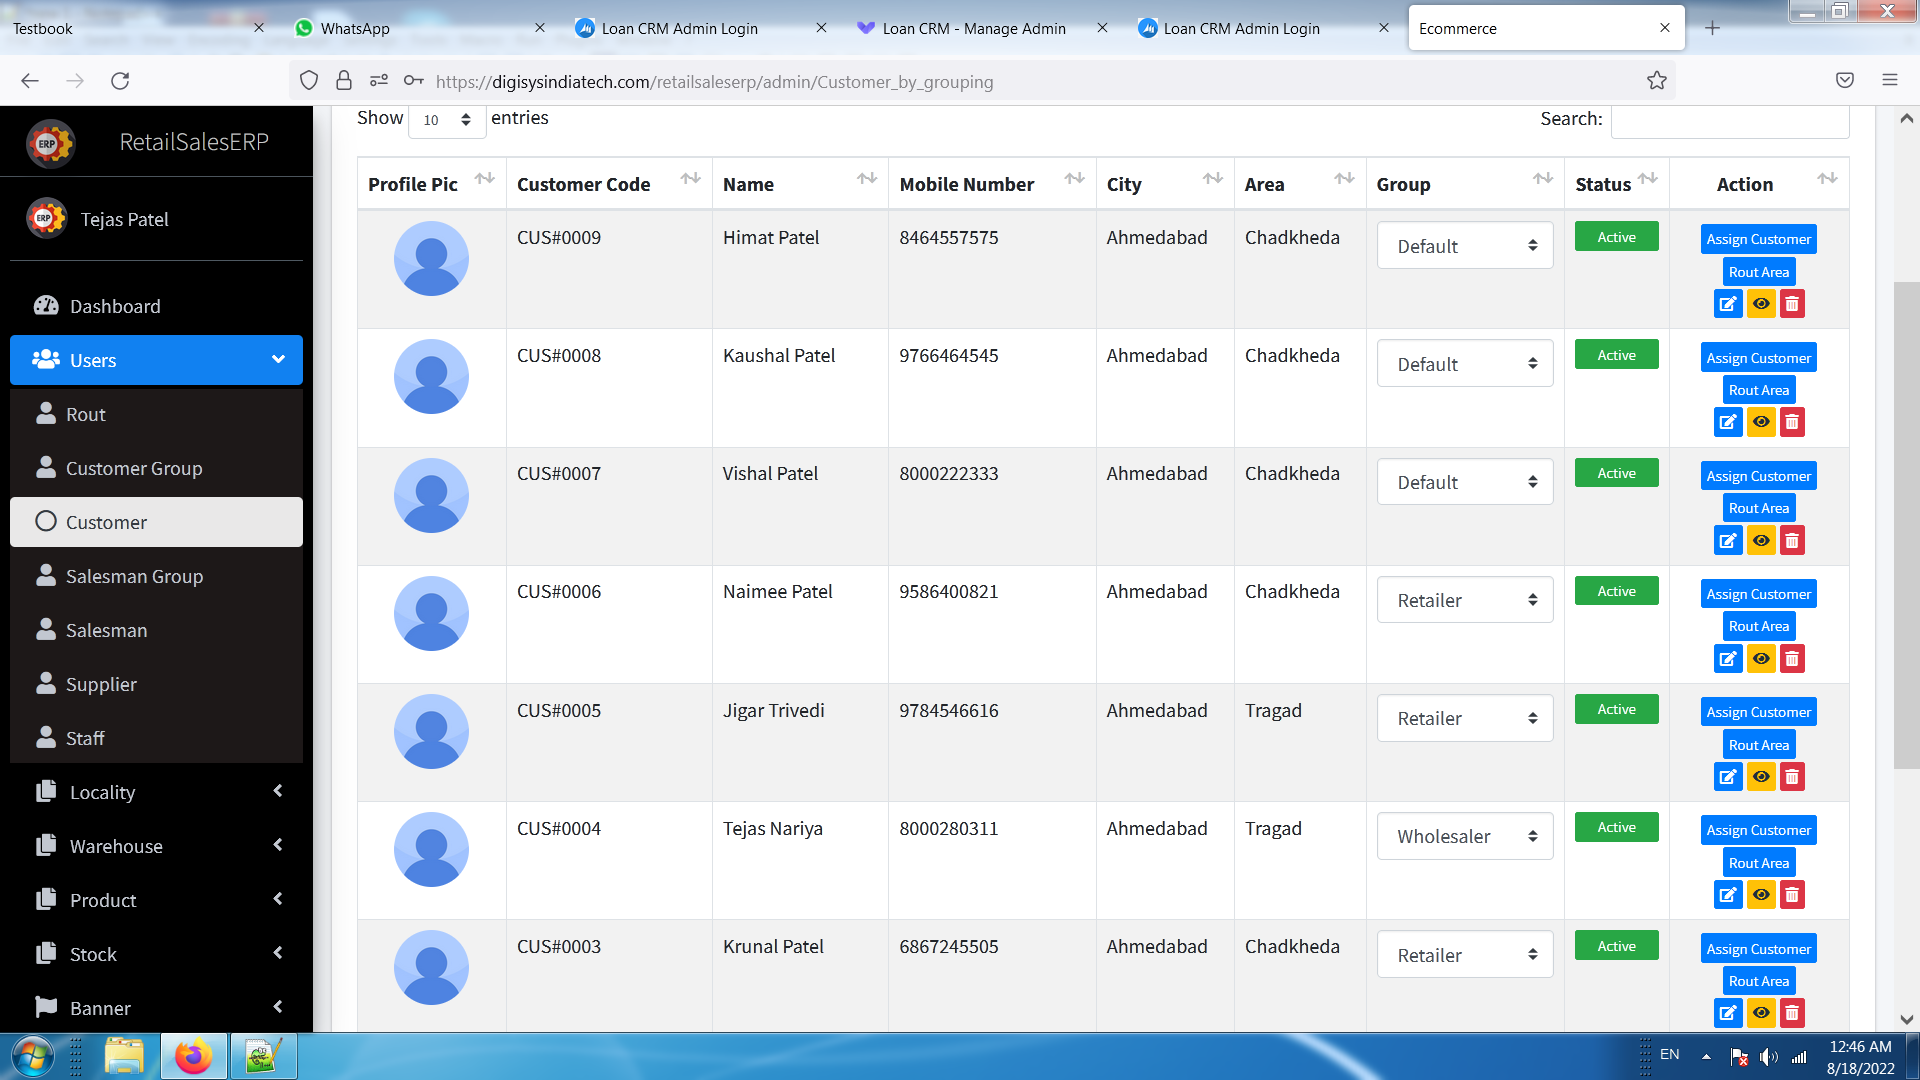 Testbook
WhatsApp
Loan CRM Admin Login
Loan CRM - Manage Admin
Loan CRM Admin Login
Ecommerce
https://digisysindiatech.com/retailsaleserp/admin/Customer_by_grouping
ERP
RetailSalesERP
ERP
Tejas Patel
Dashboard
Users
Rout
Customer Group
Customer
Salesman Group
Salesman
Supplier
Staff
Locality
Warehouse
Product
Stock
Banner
Show 10 entries
Search:
Profile Pic Customer Code Name Mobile Number City Area Group Status Action
CUS#0009 Himat Patel 8464557575 Ahmedabad Chadkheda Default Active Assign Customer
Rout Area
CUS#0008 Kaushal Patel 9766464545 Ahmedabad Chadkheda Default Active Assign Customer
Rout Area
CUS#0007 Vishal Patel 8000222333 Ahmedabad Chadkheda Default Active Assign Customer
Rout Area
CUS#0006 Naimee Patel 9586400821 Ahmedabad Chadkheda Retailer Active Assign Customer
Rout Area
CUS#0005 Jigar Trivedi 9784546616 Ahmedabad Tragad Retailer Active Assign Customer
Rout Area
CUS#0004 Tejas Nariya 8000280311 Ahmedabad Tragad Wholesaler Active Assign Customer
Rout Area
CUS#0003 Krunal Patel 6867245505 Ahmedabad Chadkheda Retailer Active Assign Customer
Rout Area
EN
12:46 AM
8/18/2022